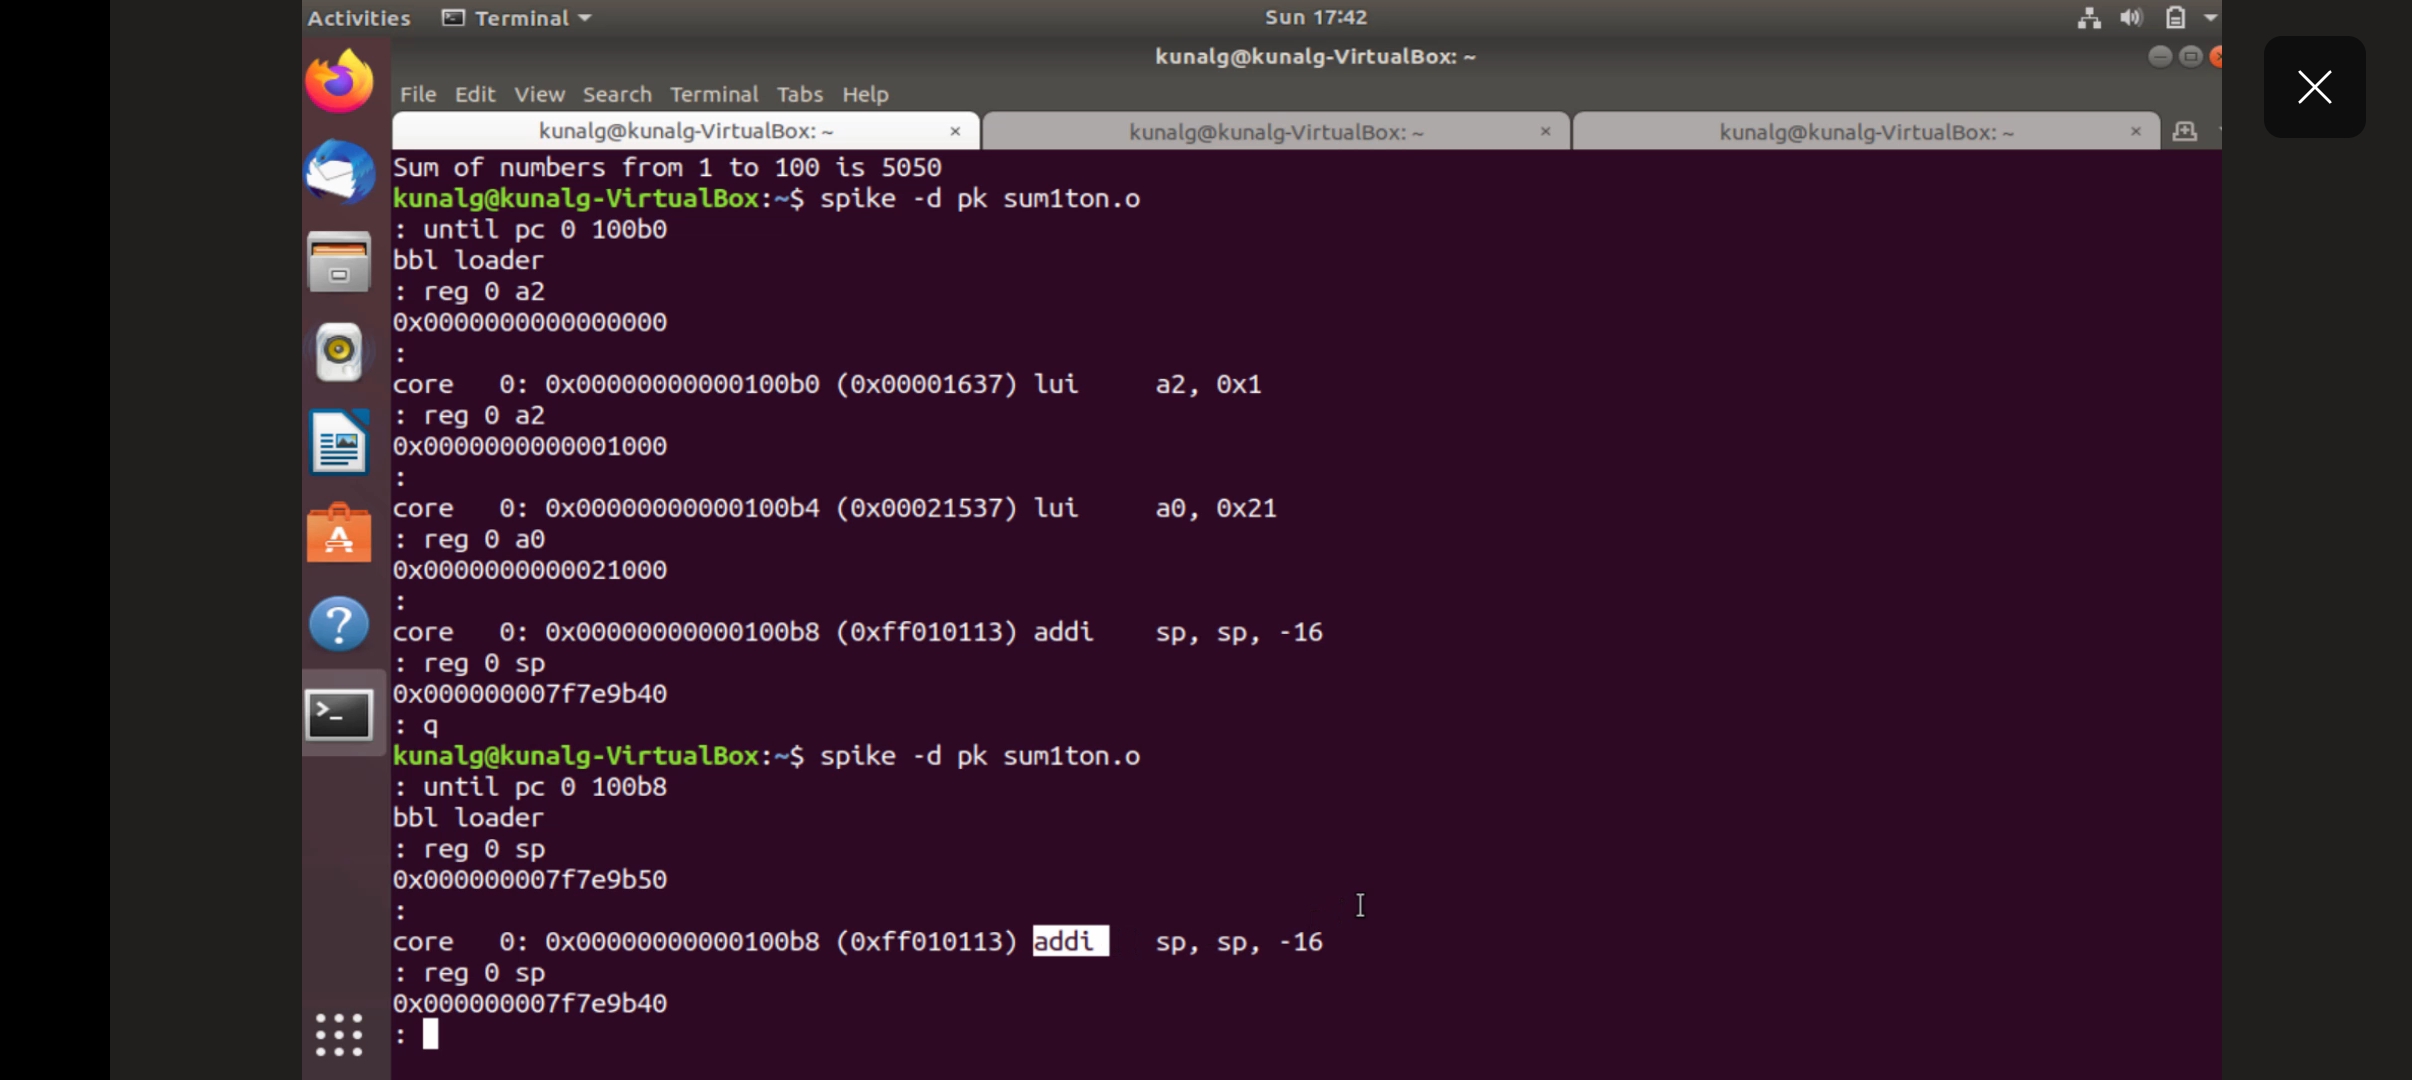 Activities Terminal Sun 17:42
kunalg@kunalg-VirtualBox: ~
File Edit View Search Terminal Tabs Help
kunalg@kunalg-VirtualBox: ~ × kunalg@kunalg-VirtualBox: ~ × kunalg@kunalg-VirtualBox: ~ ×
Sum of numbers from 1 to 100 is 5050
kunalg@kunalg-VirtualBox:~$ spike -d pk sum1ton.o
: until pc 0 100b0
bbl loader
: reg 0 a2
0x0000000000000000
:
core   0: 0x00000000000100b0 (0x00001637) lui     a2, 0x1
: reg 0 a2
0x0000000000001000
:
core   0: 0x00000000000100b4 (0x00021537) lui     a0, 0x21
: reg 0 a0
0x0000000000021000
:
core   0: 0x00000000000100b8 (0xff010113) addi    sp, sp, -16
: reg 0 sp
0x000000007f7e9b40
: q
kunalg@kunalg-VirtualBox:~$ spike -d pk sum1ton.o
: until pc 0 100b8
bbl loader
: reg 0 sp
0x000000007f7e9b50
:
core   0: 0x00000000000100b8 (0xff010113) addi    sp, sp, -16
: reg 0 sp
0x000000007f7e9b40
: